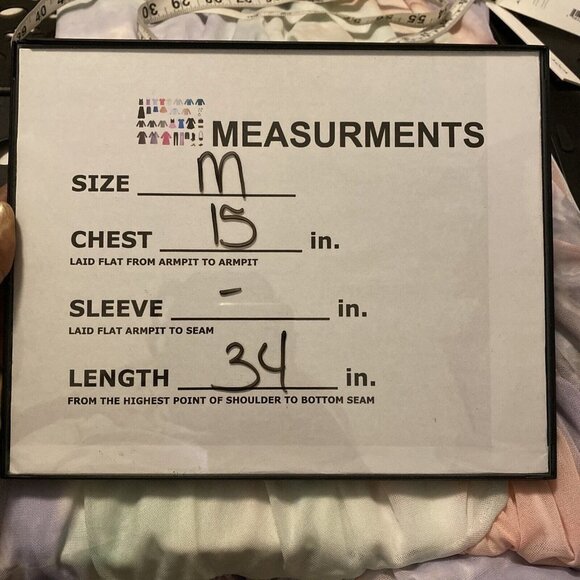 MEASURMENTS
SIZE M
CHEST 15 in.
LAID FLAT FROM ARMPIT TO ARMPIT
SLEEVE - in.
LAID FLAT ARMPIT TO SEAM
LENGTH 34 in.
FROM THE HIGHEST POINT OF SHOULDER TO BOTTOM SEAM